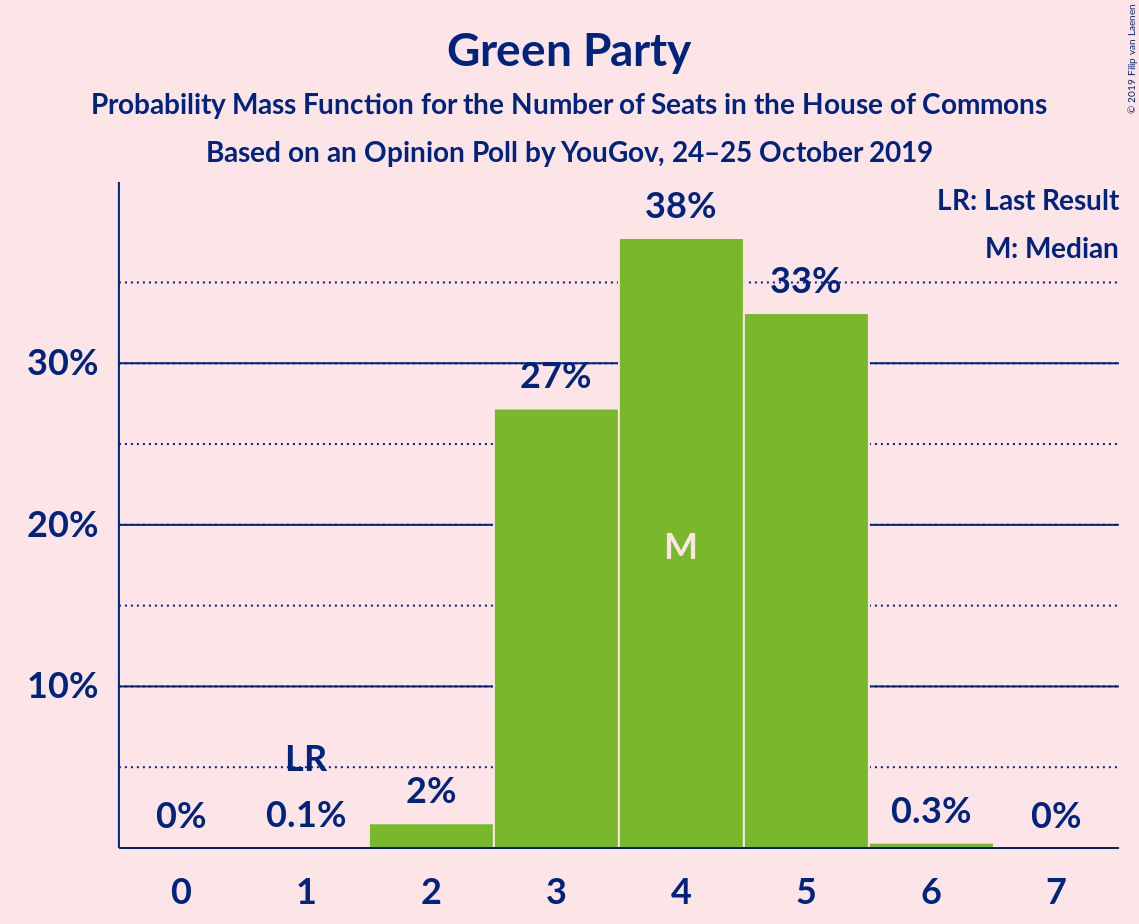 Green Party
Probability Mass Function for the Number of Seats in the House of Commons
Based on an Opinion Poll by YouGov, 24–25 October 2019
© 2019 Filip van Laenen
LR: Last Result
M: Median
38%
33%
30%
27%
20%
M
10%
LR
0%
0.1%
2%
0.3%
0%
0 1 2 3 4 5 6 7